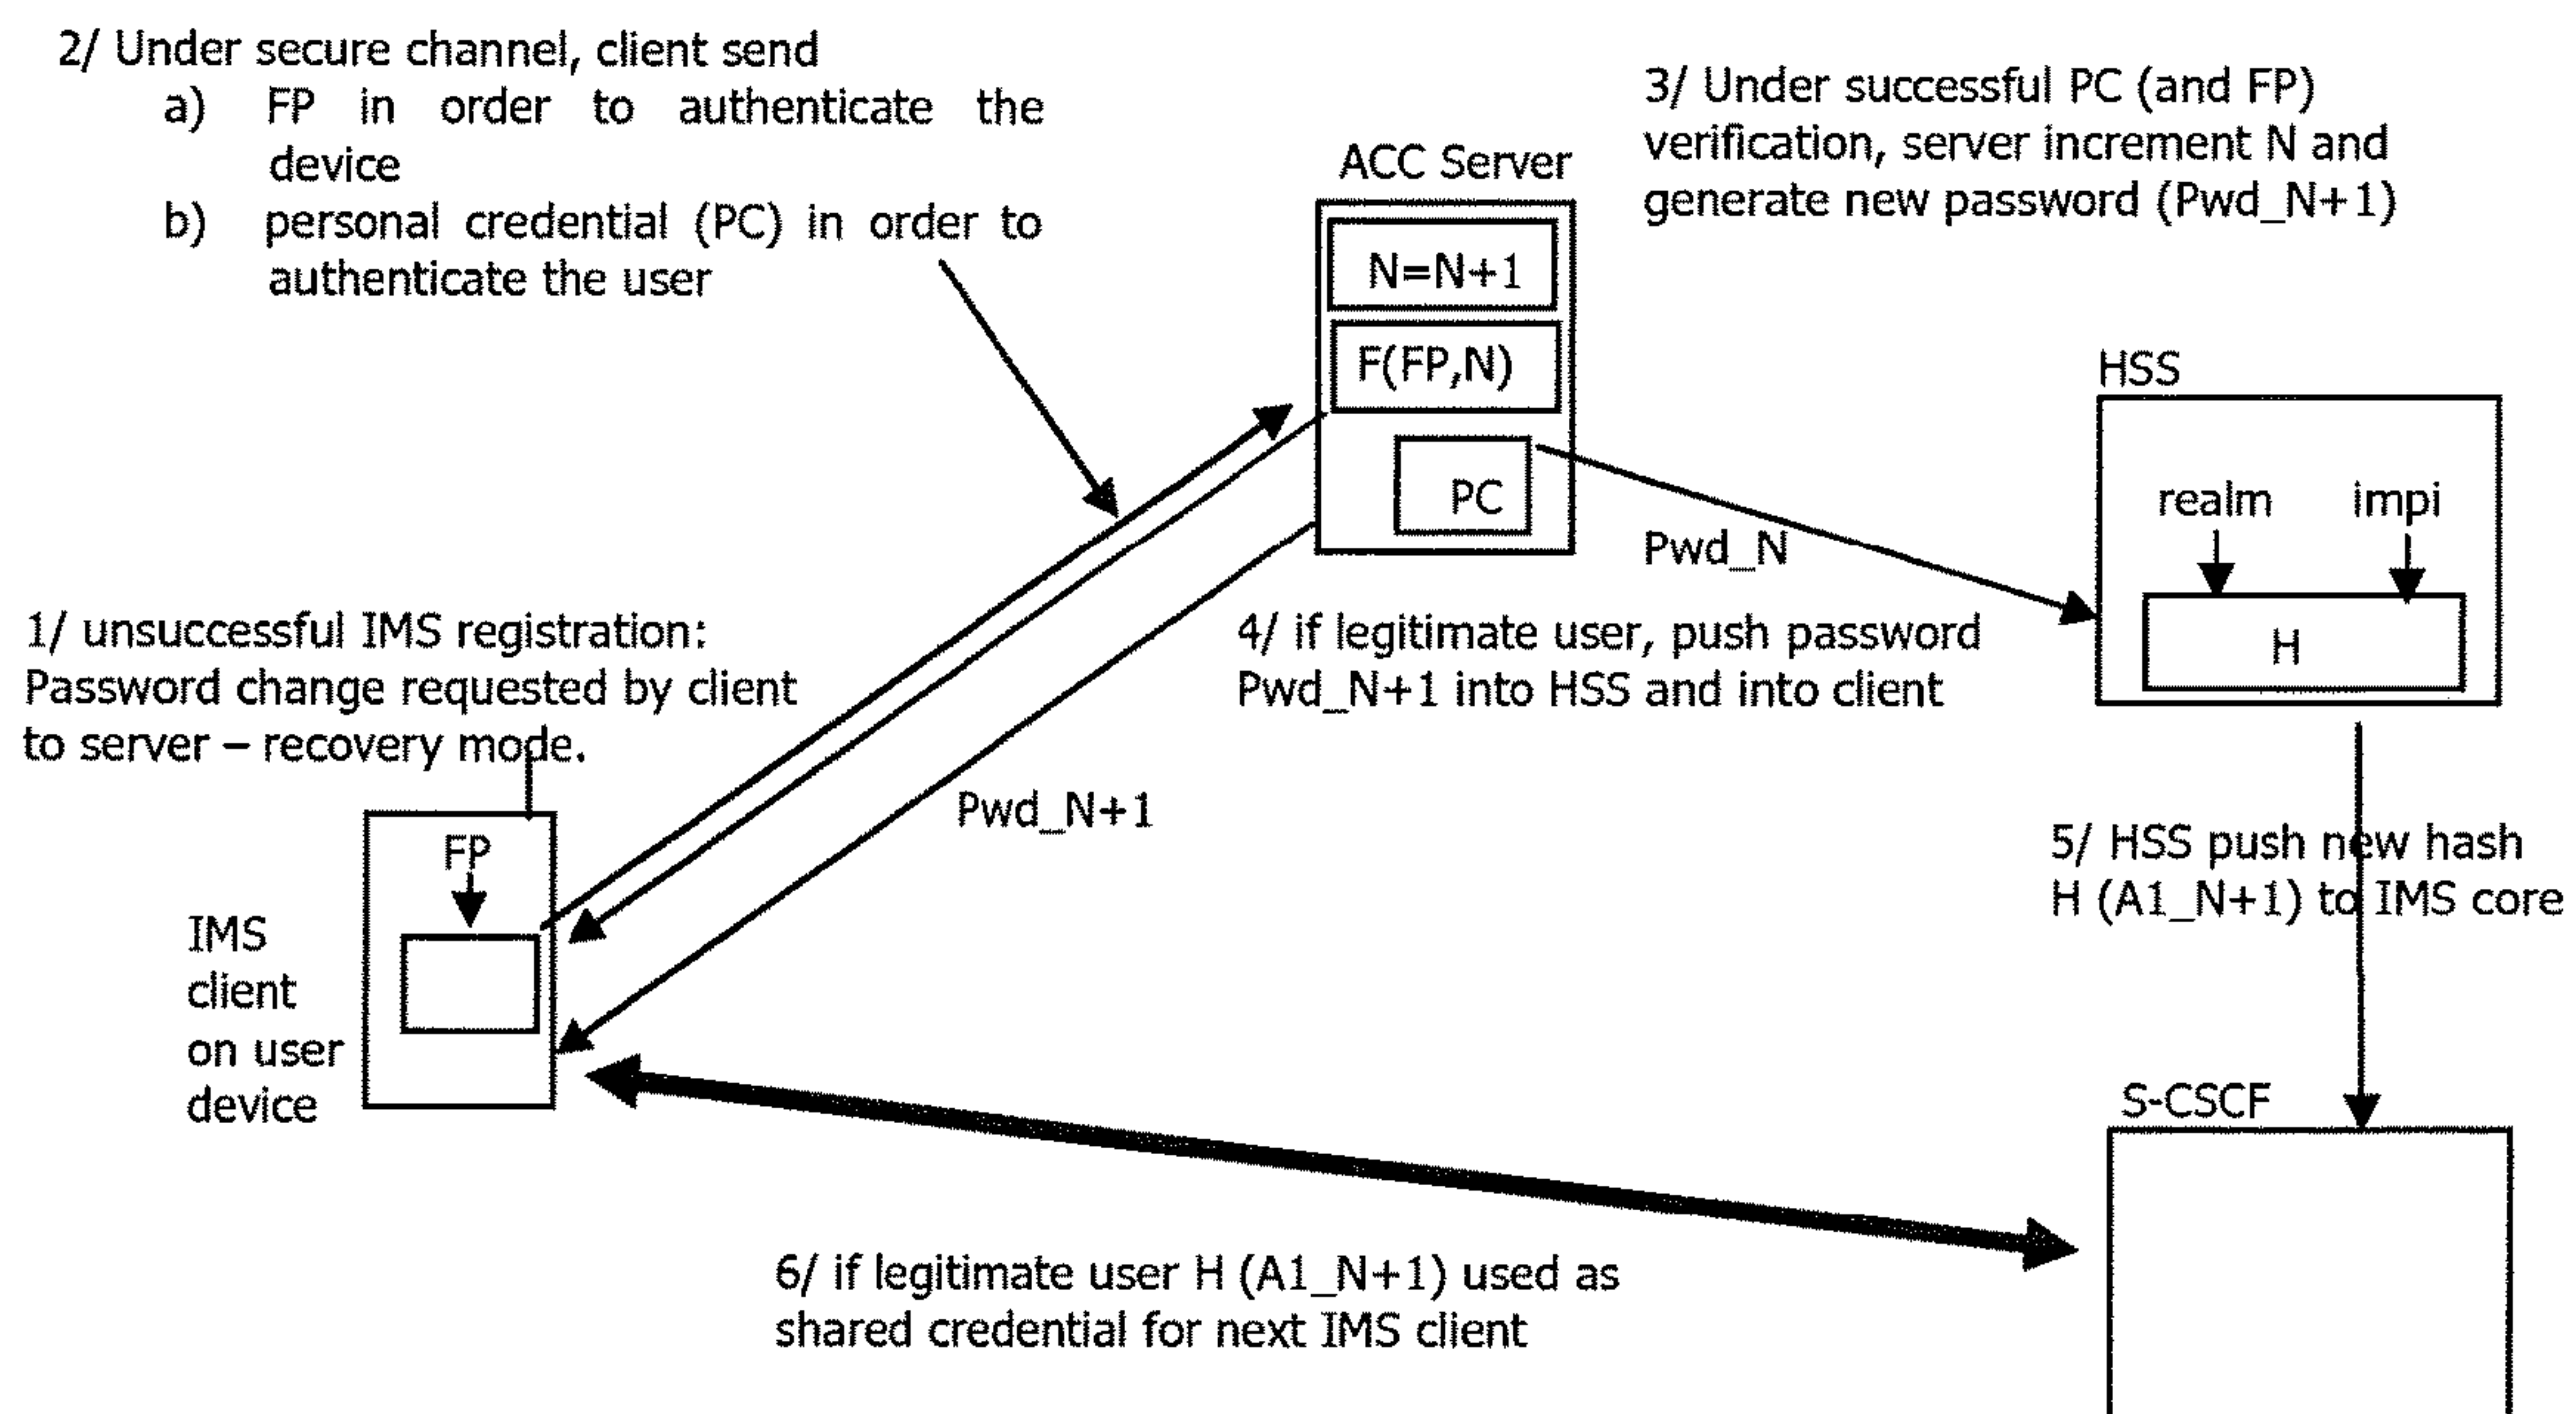 2/ Under secure channel, client send
a) FP in order to authenticate the
device
b) personal credential (PC) in order to
authenticate the user
3/ Under successful PC (and FP)
verification, server increment N and
generate new password (Pwd_N+1)
ACC Server
N=N+1
F(FP,N)
PC
HSS
realm impi
H
Pwd_N
1/ unsuccessful IMS registration:
Password change requested by client
to server – recovery mode.
4/ if legitimate user, push password
Pwd_N+1 into HSS and into client
Pwd_N+1
FP
IMS
client
on user
device
5/ HSS push new hash
H (A1_N+1) to IMS core
S-CSCF
6/ if legitimate user H (A1_N+1) used as
shared credential for next IMS client